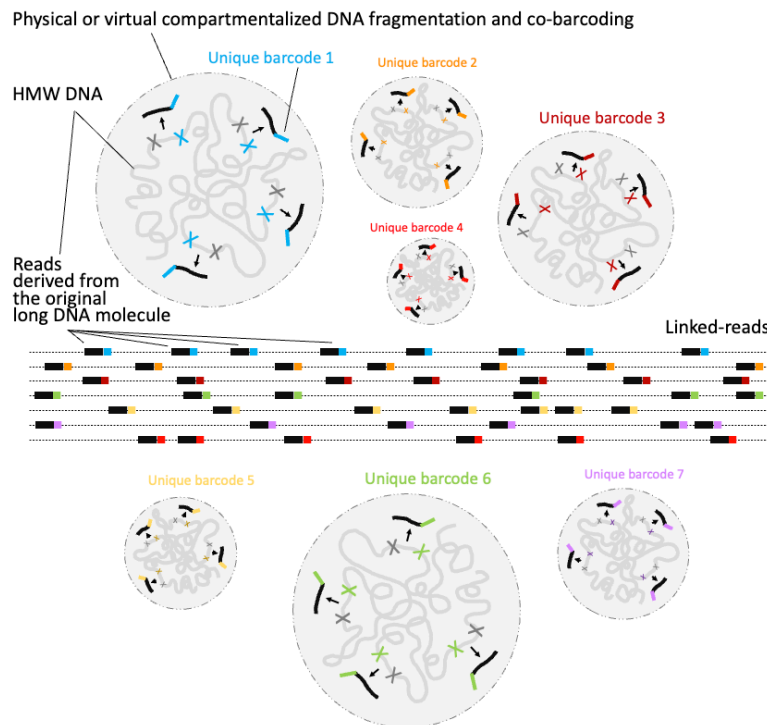 Physical or virtual compartmentalized DNA fragmentation and co-barcoding
Unique barcode 1
Unique barcode 2
HMW DNA
Unique barcode 3
Unique barcode 4
Reads
derived from
the original
long DNA molecule
Linked-reads
Unique barcode 5
Unique barcode 6
Unique barcode 7